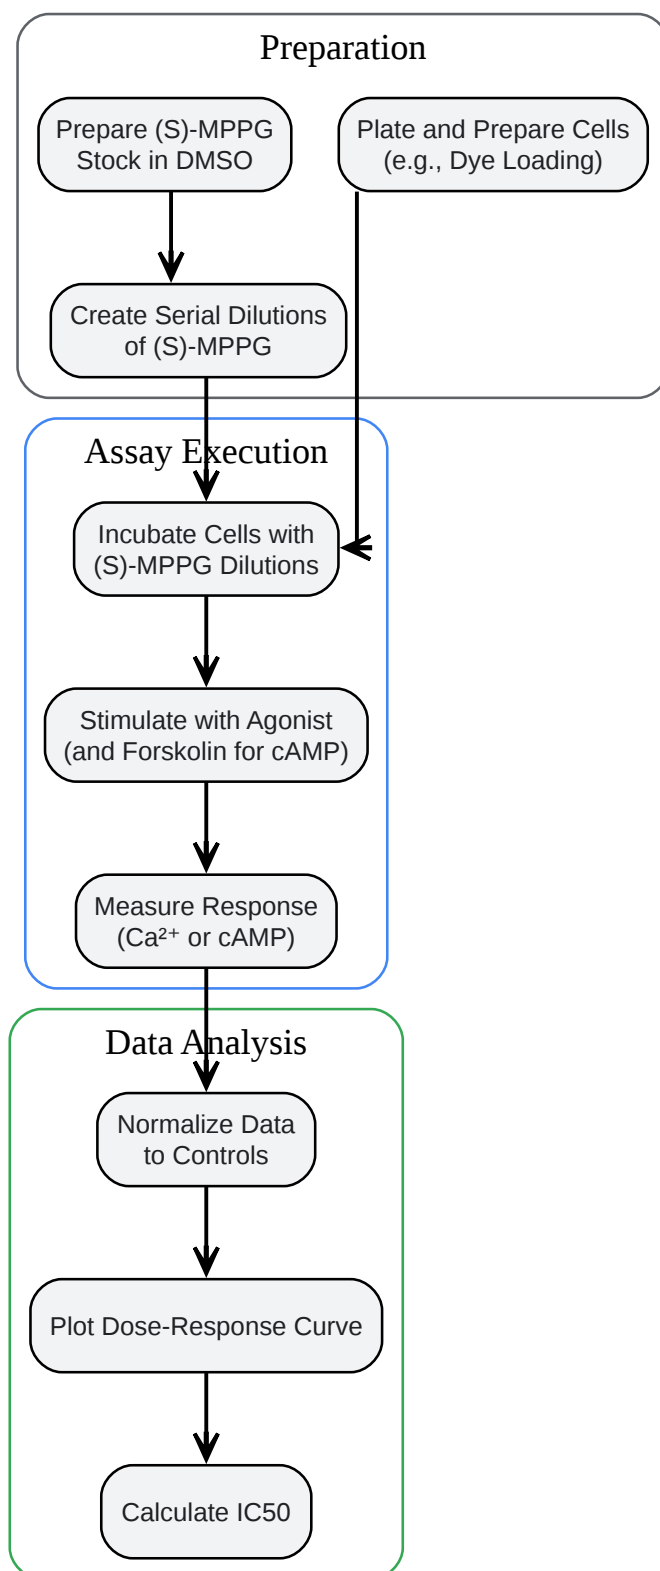 Preparation
Prepare (S)-MPPG
Stock in DMSO
Plate and Prepare Cells
(e.g., Dye Loading)
Create Serial Dilutions
of (S)-MPPG
Assay Execution
Incubate Cells with
(S)-MPPG Dilutions
Stimulate with Agonist
(and Forskolin for cAMP)
Measure Response
(Ca²⁺ or cAMP)
Data Analysis
Normalize Data
to Controls
Plot Dose-Response Curve
Calculate IC50